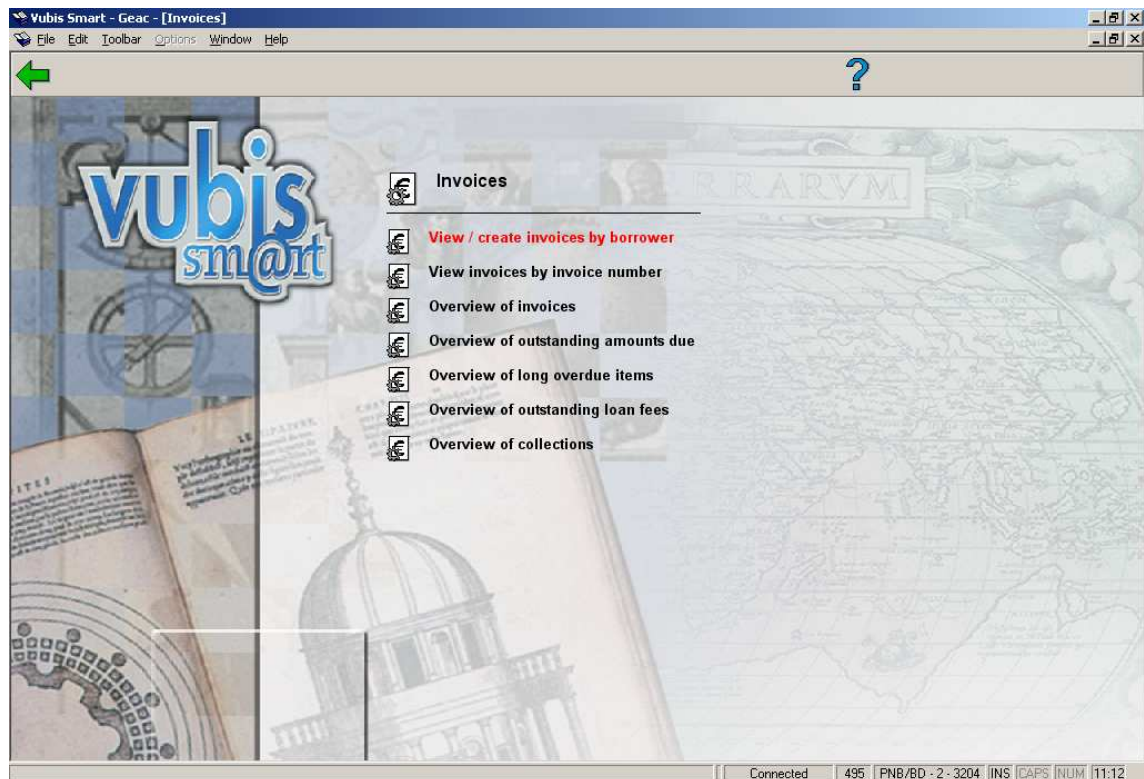 Vubis Smart - Geac - [Invoices]
File Edit Toolbar Options Window Help
?
vubis
sm@rt
Invoices
View / create invoices by borrower
View invoices by invoice number
Overview of invoices
Overview of outstanding amounts due
Overview of long overdue items
Overview of outstanding loan fees
Overview of collections
Connected 495 PNB/BD - 2 - 3204 INS CAPS NUM 11:12